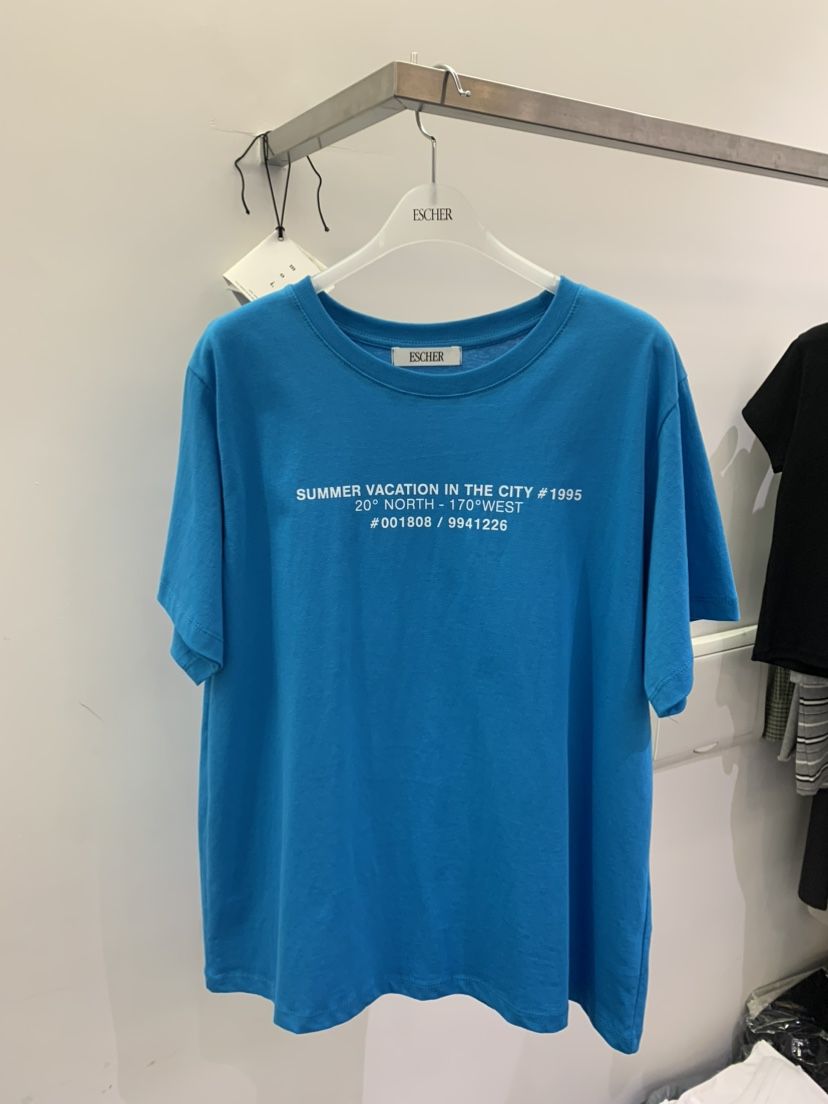 ESCHER
ESCHER
SUMMER VACATION IN THE CITY #1995
20° NORTH - 170°WEST
#001808 / 9941226